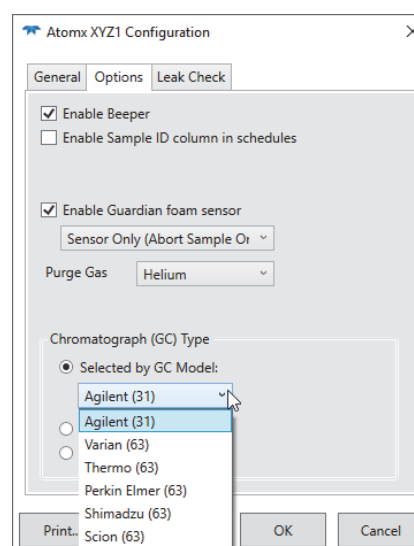 Atomx XYZ1 Configuration
General Options Leak Check
Enable Beeper
Enable Sample ID column in schedules
Enable Guardian foam sensor
Sensor Only (Abort Sample Or
Purge Gas Helium
Chromatograph (GC) Type
Selected by GC Model:
Agilent (31)
Agilent (31)
Varian (63)
Thermo (63)
Perkin Elmer (63)
Shimadzu (63)
Scion (63)
Print.. OK Cancel